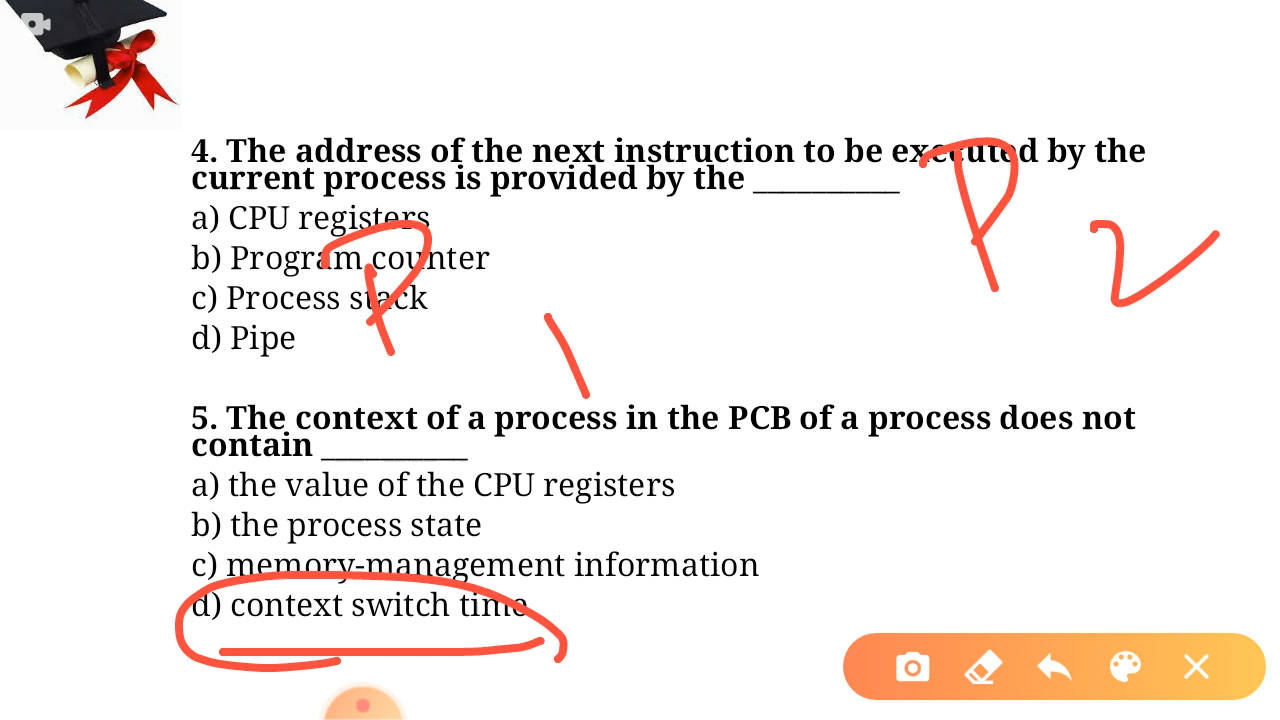 4. The address of the next instruction to be executed by the
current process is provided by the __________
a) CPU registers
b) Program counter
c) Process stack
d) Pipe
P 1
P 2
5. The context of a process in the PCB of a process does not
contain __________
a) the value of the CPU registers
b) the process state
c) memory-management information
d) context switch time